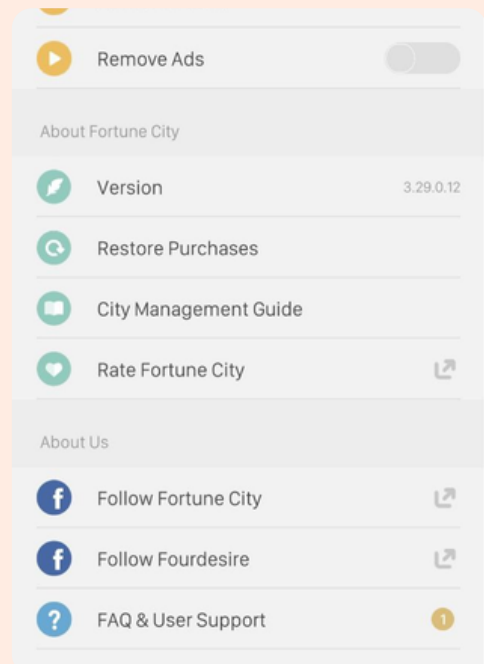 Remove Ads
About Fortune City
Version 3.29.0.12
Restore Purchases
City Management Guide
Rate Fortune City
About Us
f Follow Fortune City
f Follow Fourdesire
? FAQ & User Support 1